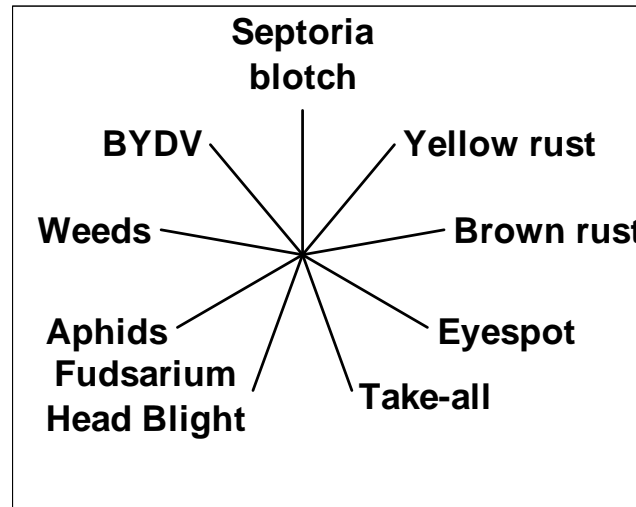 Septoria
blotch
BYDV
Yellow rust
Weeds
Brown rust
Aphids
Eyespot
Fudsarium
Head Blight
Take-all